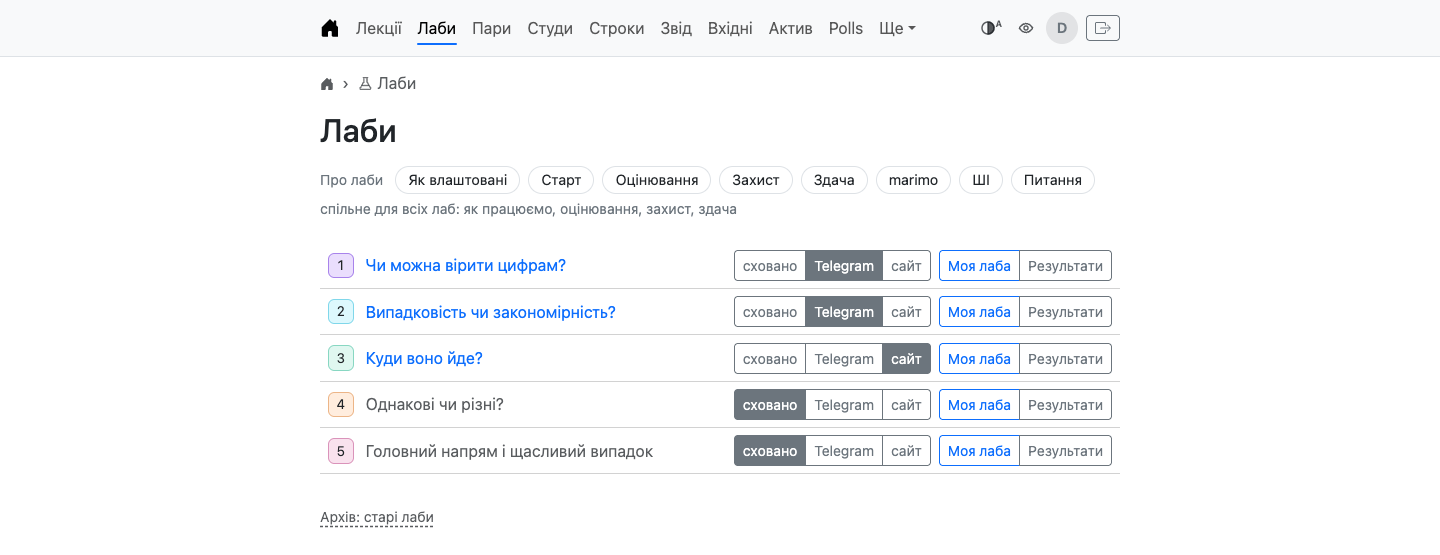 Лекції Лаби Пари Студи Строки Звід Вхідні Актив Polls Ще A D
› Лаби
Лаби
Про лаби Як влаштовані Старт Оцінювання Захист Здача marimo ШІ Питання
спільне для всіх лаб: як працюємо, оцінювання, захист, здача
1 Чи можна вірити цифрам? сховано Telegram сайт Моя лаба Результати
2 Випадковість чи закономірність? сховано Telegram сайт Моя лаба Результати
3 Куди воно йде? сховано Telegram сайт Моя лаба Результати
4 Однакові чи різні? сховано Telegram сайт Моя лаба Результати
5 Головний напрям і щасливий випадок сховано Telegram сайт Моя лаба Результати
Архів: старі лаби